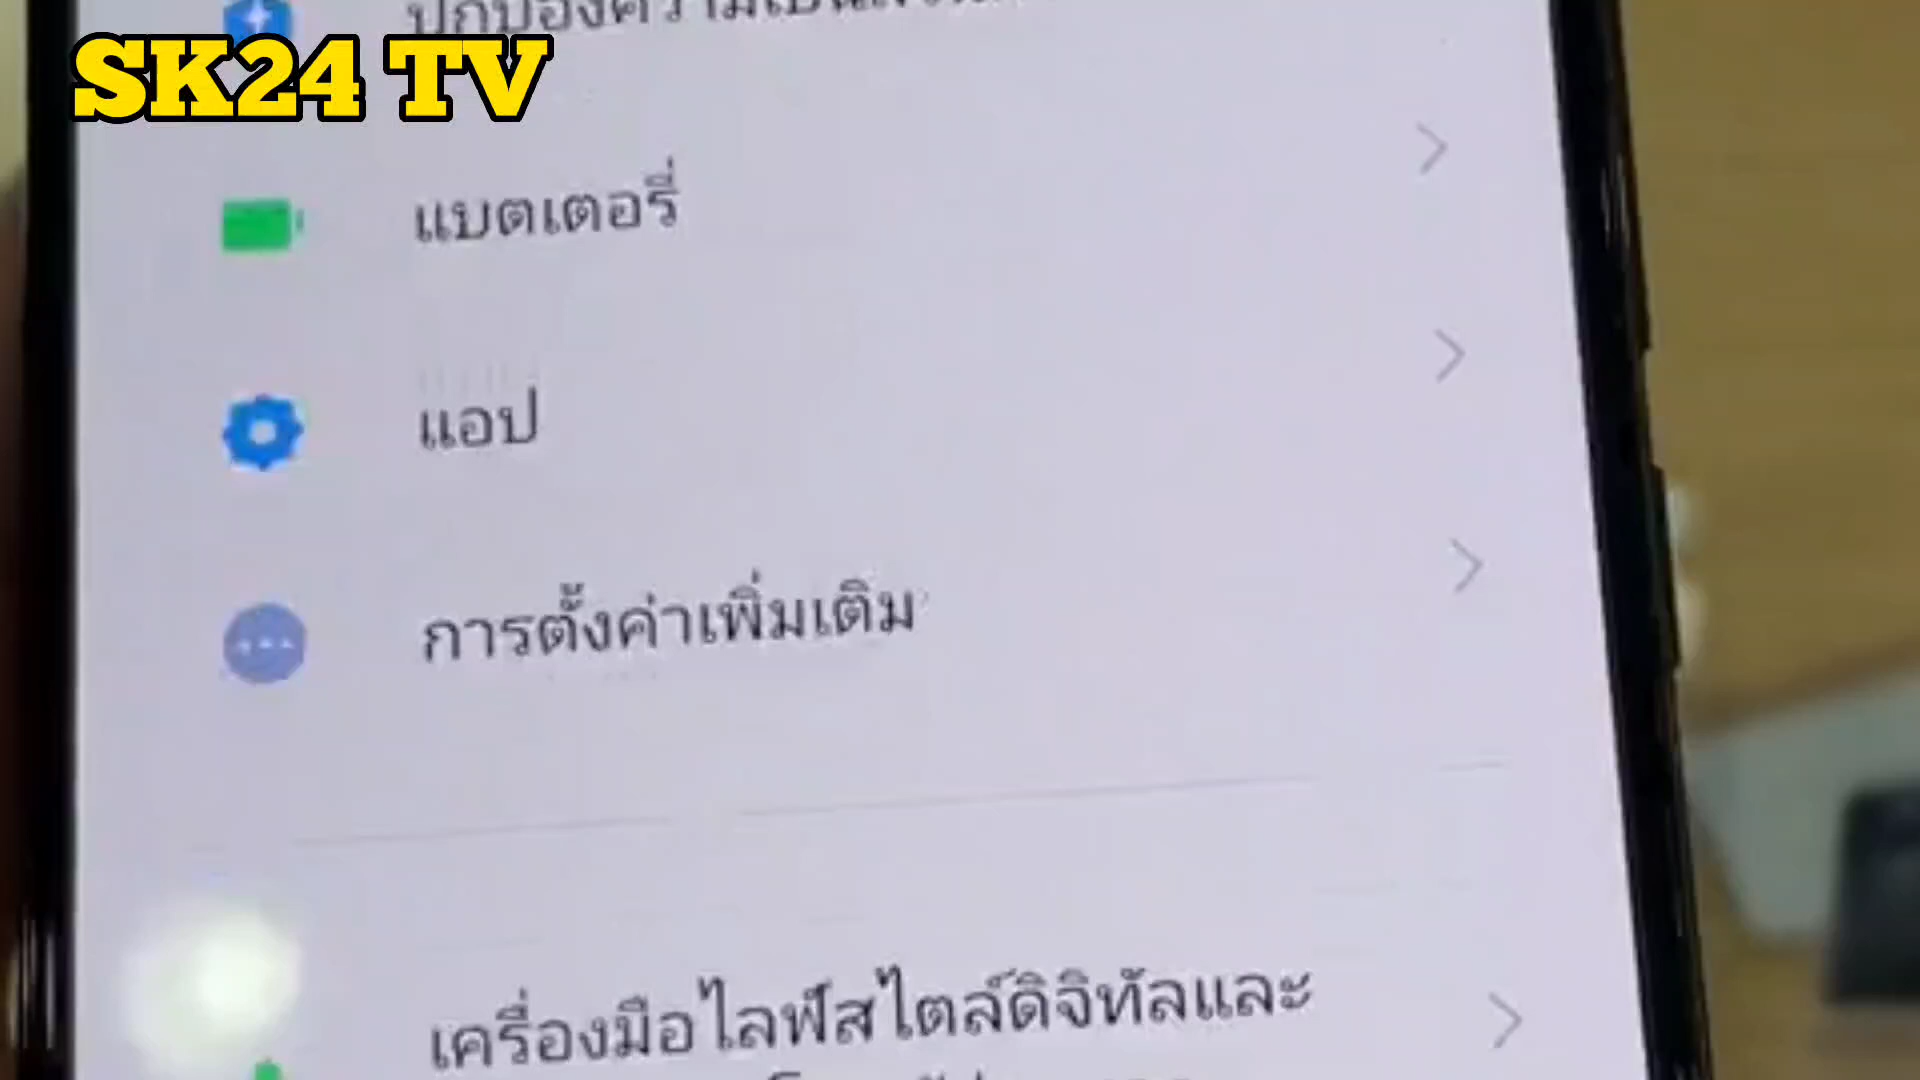 SK24 TV
แบตเตอรี่
แอป
การตั้งค่าเพิ่มเติม
เครื่องมือไลฟ์สไตล์ดิจิทัลและ